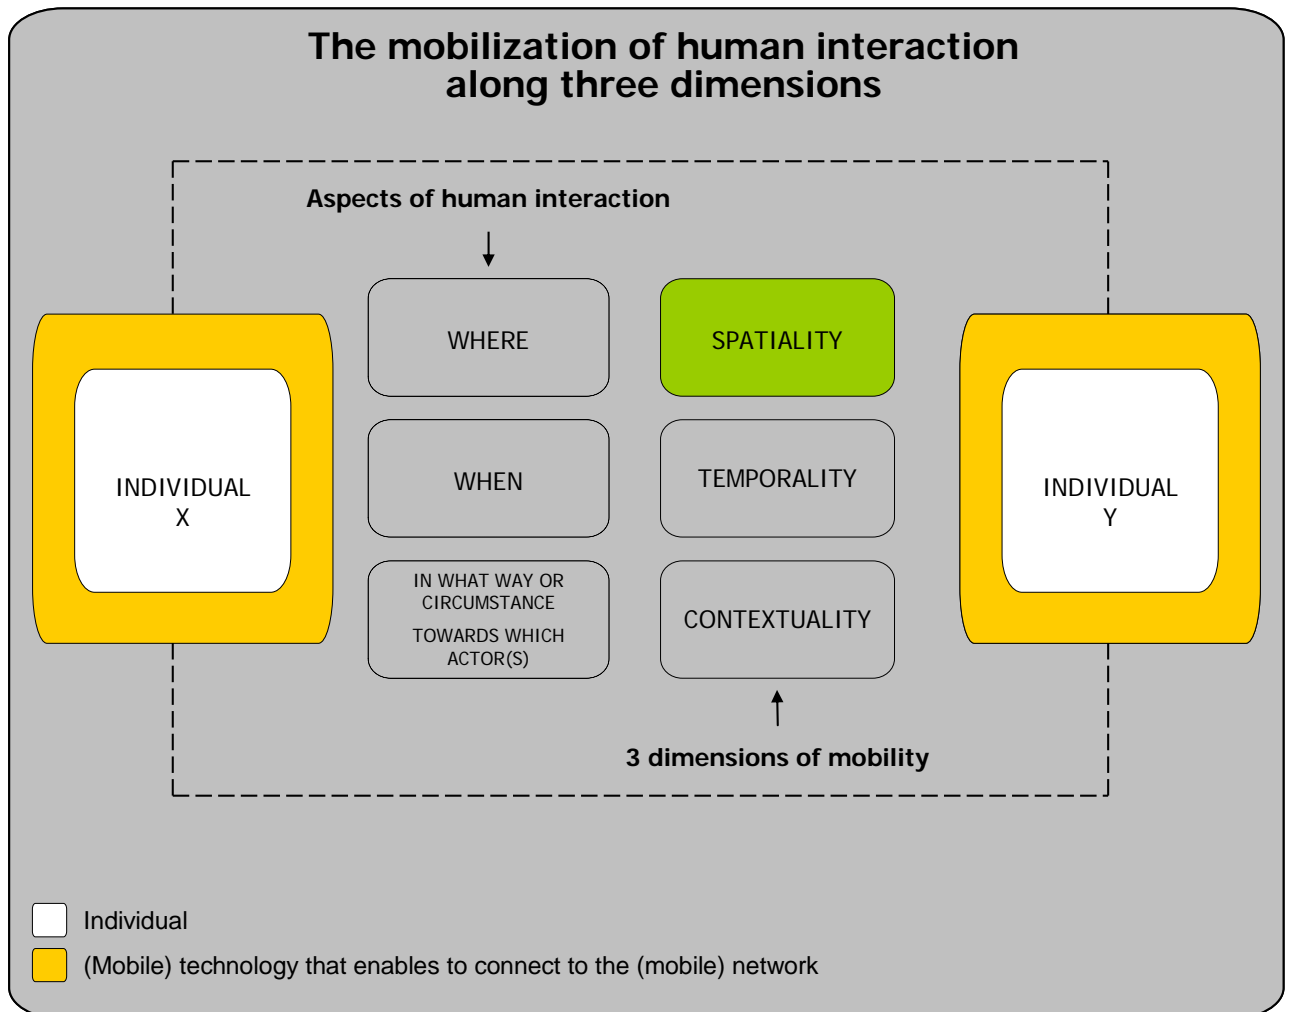 The mobilization of human interaction
along three dimensions
Aspects of human interaction
WHERE
SPATIALITY
WHEN
TEMPORALITY
IN WHAT WAY OR
CIRCUMSTANCE
TOWARDS WHICH
ACTOR(S)
CONTEXTUALITY
INDIVIDUAL
X
INDIVIDUAL
Y
3 dimensions of mobility
Individual
(Mobile) technology that enables to connect to the (mobile) network